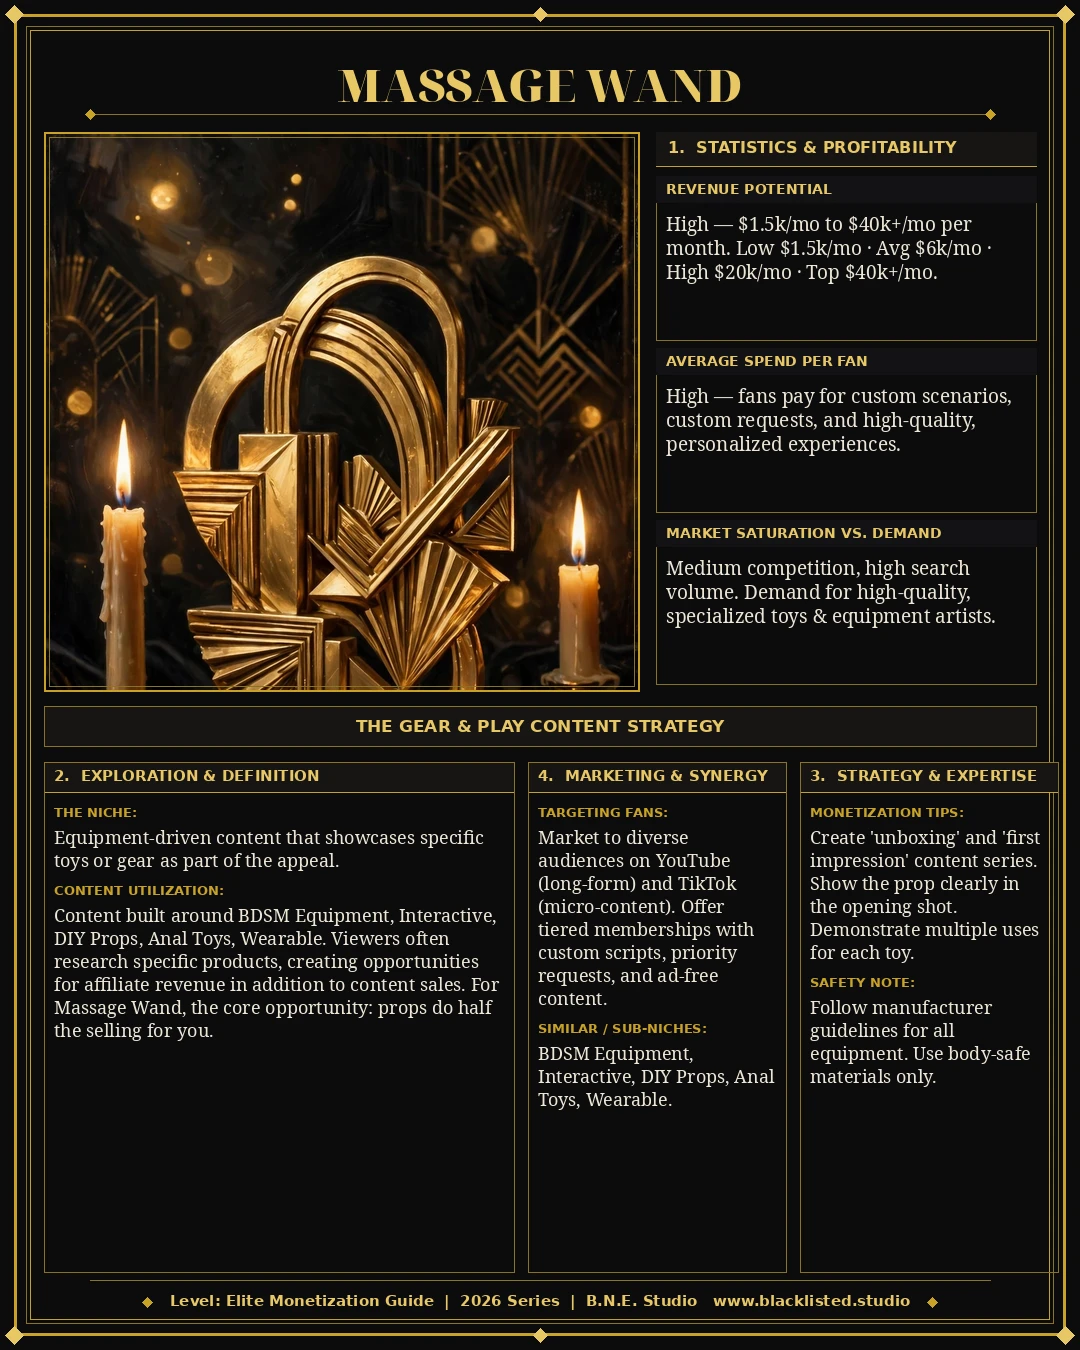 MASSAGE WAND
1. STATISTICS & PROFITABILITY
REVENUE POTENTIAL
High — $1.5k/mo to $40k+/mo per
month. Low $1.5k/mo · Avg $6k/mo ·
High $20k/mo · Top $40k+/mo.
AVERAGE SPEND PER FAN
High — fans pay for custom scenarios,
custom requests, and high-quality,
personalized experiences.
MARKET SATURATION VS. DEMAND
Medium competition, high search
volume. Demand for high-quality,
specialized toys & equipment artists.
THE GEAR & PLAY CONTENT STRATEGY
2. EXPLORATION & DEFINITION
THE NICHE:
Equipment-driven content that showcases specific
toys or gear as part of the appeal.
CONTENT UTILIZATION:
Content built around BDSM Equipment, Interactive,
DIY Props, Anal Toys, Wearable. Viewers often
research specific products, creating opportunities
for affiliate revenue in addition to content sales. For
Massage Wand, the core opportunity: props do half
the selling for you.
4. MARKETING & SYNERGY
TARGETING FANS:
Market to diverse
audiences on YouTube
(long-form) and TikTok
(micro-content). Offer
tiered memberships with
custom scripts, priority
requests, and ad-free
content.
SIMILAR / SUB-NICHES:
BDSM Equipment,
Interactive, DIY Props, Anal
Toys, Wearable.
3. STRATEGY & EXPERTISE
MONETIZATION TIPS:
Create 'unboxing' and 'first
impression' content series.
Show the prop clearly in
the opening shot.
Demonstrate multiple uses
for each toy.
SAFETY NOTE:
Follow manufacturer
guidelines for all
equipment. Use body-safe
materials only.
Level: Elite Monetization Guide | 2026 Series | B.N.E. Studio www.blacklisted.studio